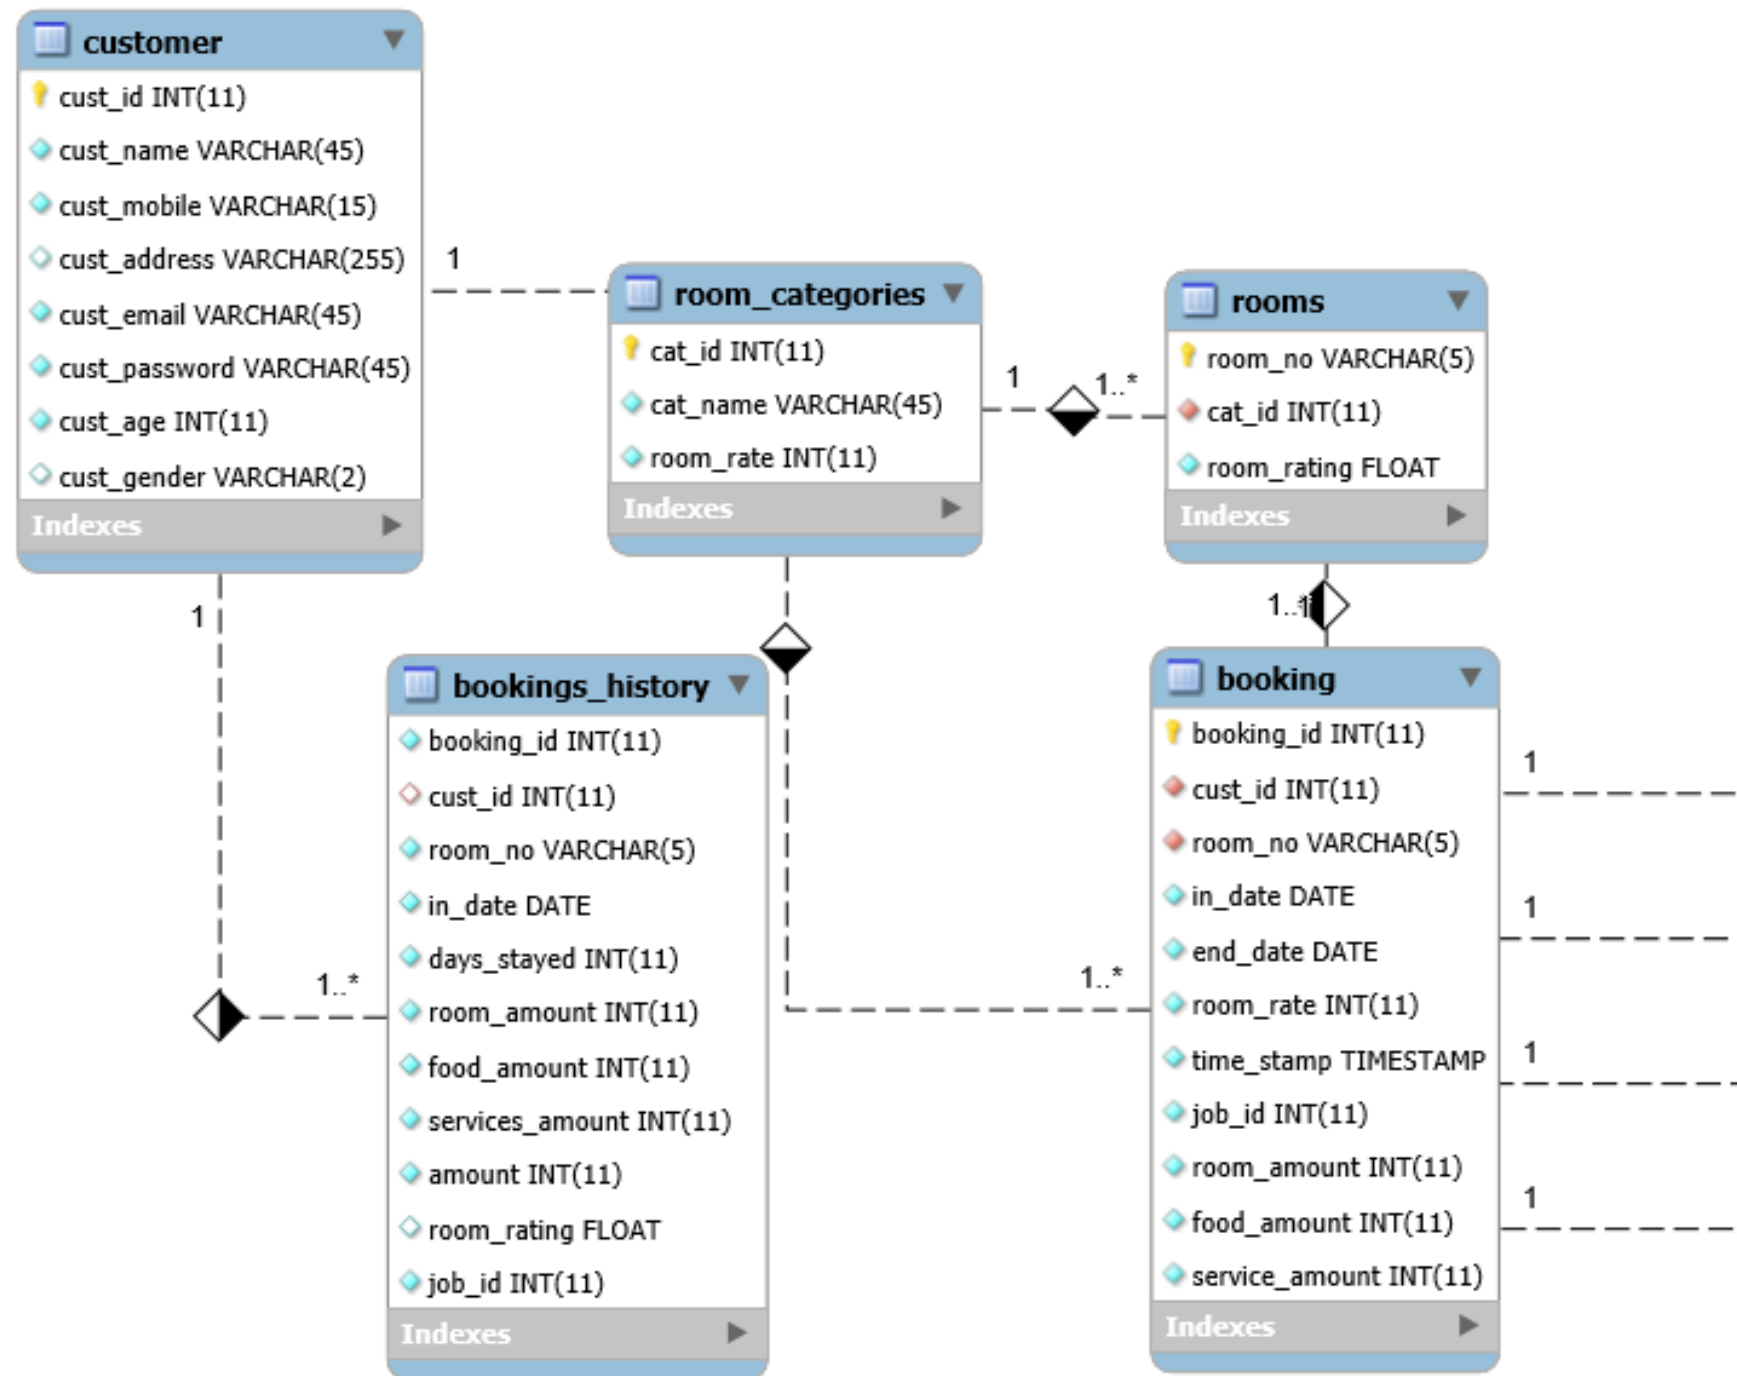 customer
cust_id INT(11)
cust_name VARCHAR(45)
cust_mobile VARCHAR(15)
cust_address VARCHAR(255)
cust_email VARCHAR(45)
cust_password VARCHAR(45)
cust_age INT(11)
cust_gender VARCHAR(2)
Indexes
1
1
room_categories
cat_id INT(11)
cat_name VARCHAR(45)
room_rate INT(11)
Indexes
1
1..*
rooms
room_no VARCHAR(5)
cat_id INT(11)
room_rating FLOAT
Indexes
bookings_history
booking_id INT(11)
cust_id INT(11)
room_no VARCHAR(5)
in_date DATE
days_stayed INT(11)
room_amount INT(11)
food_amount INT(11)
services_amount INT(11)
amount INT(11)
room_rating FLOAT
job_id INT(11)
Indexes
1..*
1..*
booking
booking_id INT(11)
cust_id INT(11)
room_no VARCHAR(5)
in_date DATE
end_date DATE
room_rate INT(11)
time_stamp TIMESTAMP
job_id INT(11)
room_amount INT(11)
food_amount INT(11)
service_amount INT(11)
Indexes
1
1
1
1